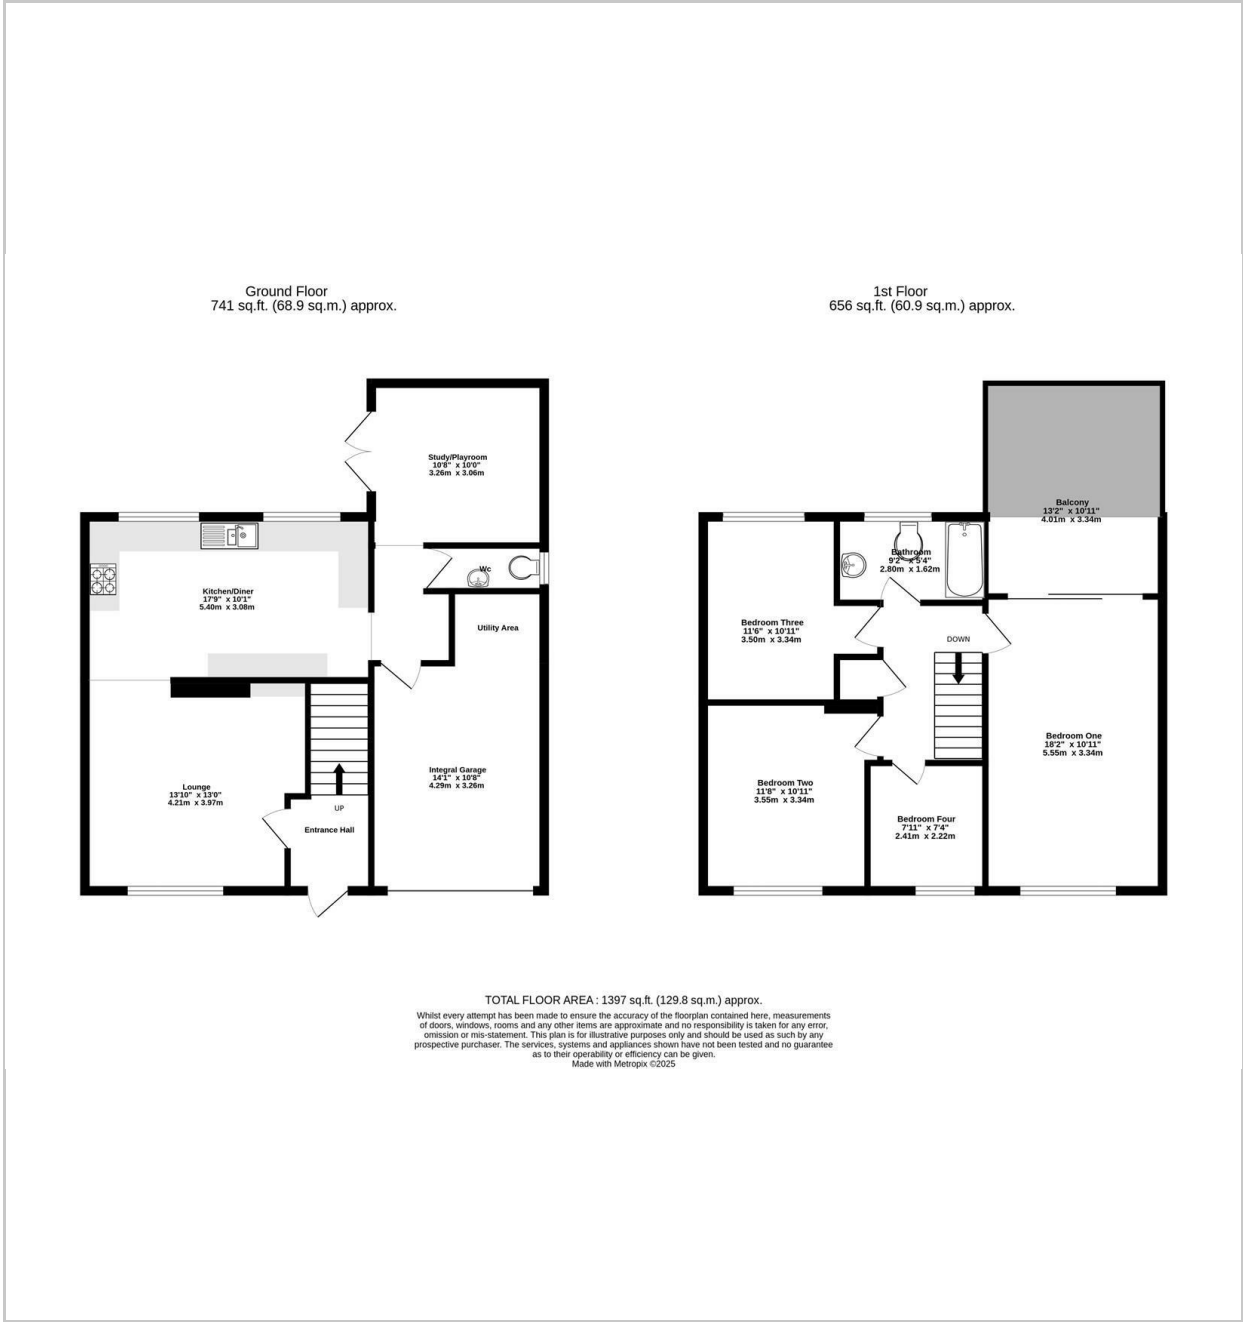 Ground Floor
741 sq.ft. (68.9 sq.m.) approx.
Study/Playroom
10'8" x 10'0"
3.26m x 3.06m
Wc
Kitchen/Diner
17'9" x 10'1"
5.40m x 3.08m
Utility Area
Integral Garage
14'1" x 10'8"
4.29m x 3.26m
Lounge
13'10" x 13'0"
4.21m x 3.97m
UP
Entrance Hall
1st Floor
656 sq.ft. (60.9 sq.m.) approx.
Balcony
13'2" x 10'11"
4.01m x 3.34m
Bathroom
9'2" x 5'4"
2.80m x 1.62m
Bedroom Three
11'6" x 10'11"
3.50m x 3.34m
DOWN
Bedroom One
18'2" x 10'11"
5.55m x 3.34m
Bedroom Two
11'8" x 10'11"
3.55m x 3.34m
Bedroom Four
7'11" x 7'4"
2.41m x 2.22m
TOTAL FLOOR AREA : 1397 sq.ft. (129.8 sq.m.) approx.
Whilst every attempt has been made to ensure the accuracy of the floorplan contained here, measurements
of doors, windows, rooms and any other items are approximate and no responsibility is taken for any error,
omission or mis-statement. This plan is for illustrative purposes only and should be used as such by any
prospective purchaser. The services, systems and appliances shown have not been tested and no guarantee
as to their operability or efficiency can be given.
Made with Metropix ©2025